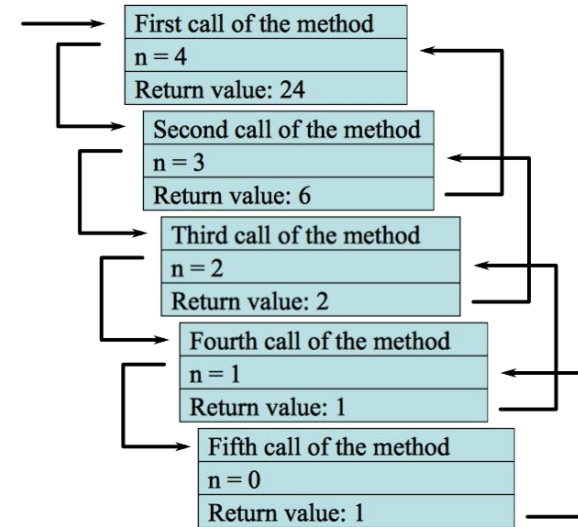 First call of the method
n = 4
Return value: 24
Second call of the method
n = 3
Return value: 6
Third call of the method
n = 2
Return value: 2
Fourth call of the method
n = 1
Return value: 1
Fifth call of the method
n = 0
Return value: 1